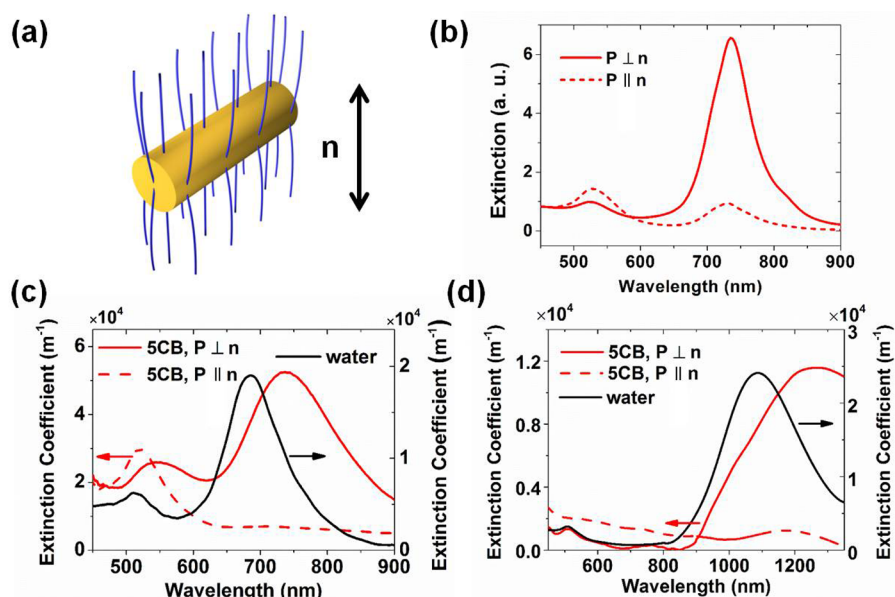 (a)
n
(b)
Extinction (a. u.)
6
4
2
0
P ⊥ n
P ∥ n
500 600 700 800 900
Wavelength (nm)
(c)
×10⁴
Extinction Coefficient (m⁻¹)
6
4
2
0
5CB, P ⊥ n
5CB, P ∥ n
water
×10⁴
2
1
0
Extinction Coefficient (m⁻¹)
500 600 700 800 900
Wavelength (nm)
(d)
×10⁴
Extinction Coefficient (m⁻¹)
1.2
0.8
0.4
0.0
5CB, P ⊥ n
5CB, P ∥ n
water
×10⁴
3
2
1
0
Extinction Coefficient (m⁻¹)
600 800 1000 1200
Wavelength (nm)